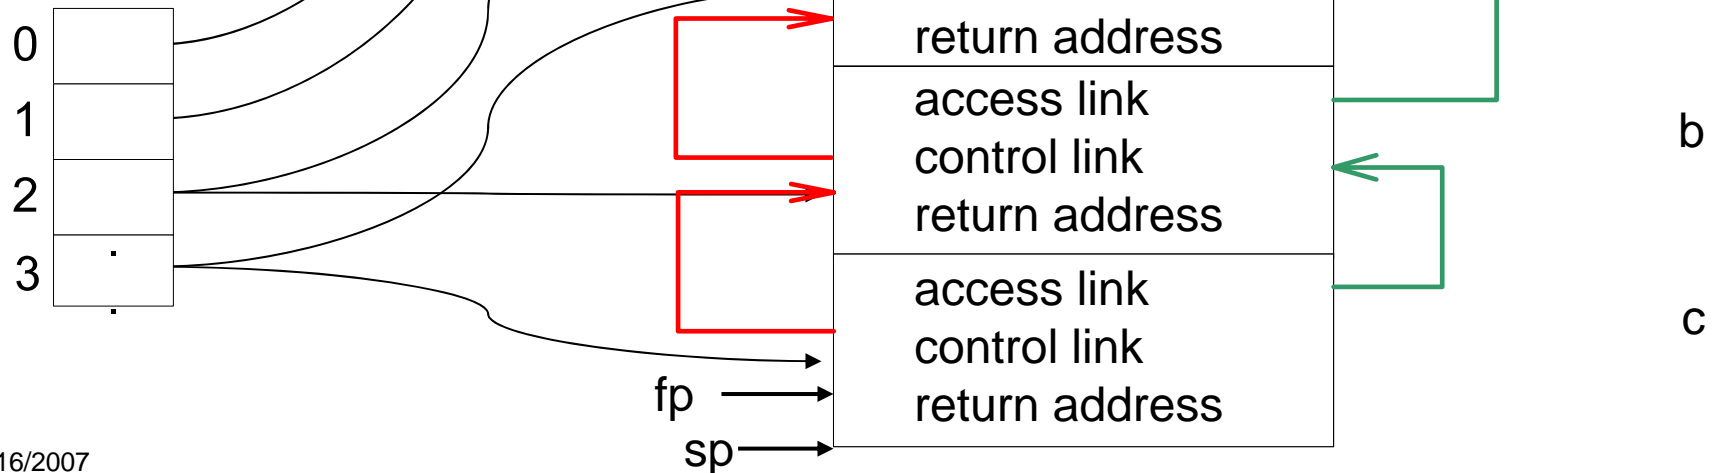 0
return address
access link
1
b
control link
2
return address
3
access link
c
control link
fp
return address
sp
16/2007